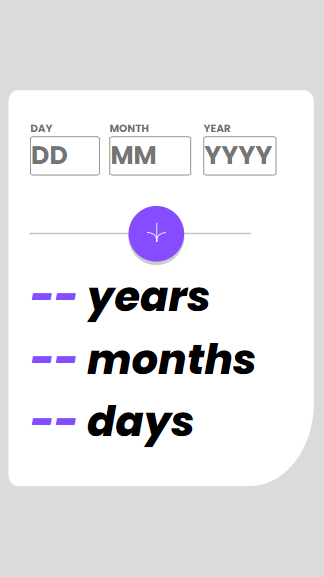 DAY MONTH YEAR
DD MM YYYY
-- years
-- months
-- days